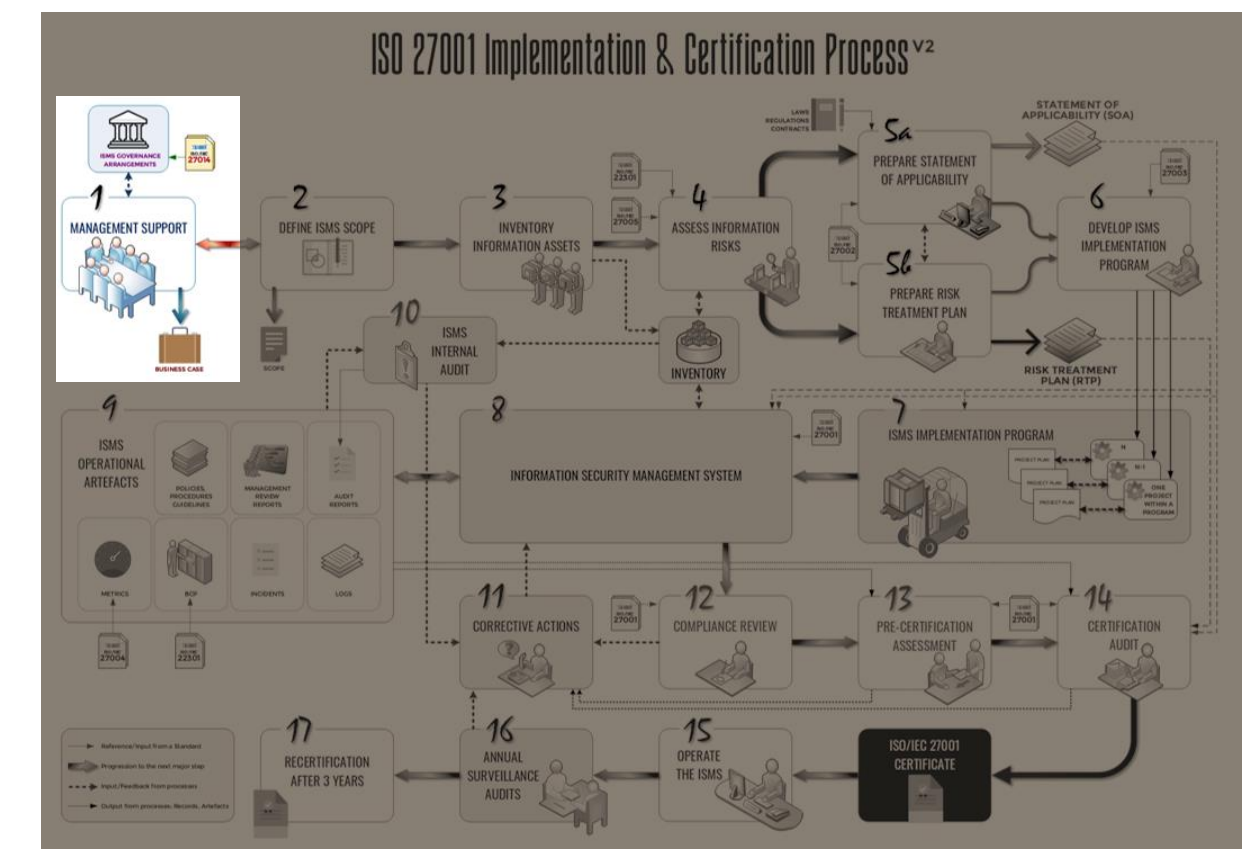 ISO 27001 Implementation & Certification Process V2
ISMS GOVERNANCE
ARRANGEMENTS
27014
1
MANAGEMENT SUPPORT
BUSINESS CASE
2
DEFINE ISMS SCOPE
SCOPE
3
INVENTORY
INFORMATION ASSETS
22301
27005
4
ASSESS INFORMATION
RISKS
LAWS
REGULATIONS
CONTRACTS
5a
PREPARE STATEMENT
OF APPLICABILITY
STATEMENT OF
APPLICABILITY (SOA)
27002
5b
PREPARE RISK
TREATMENT PLAN
RISK TREATMENT
PLAN (RTP)
27003
6
DEVELOP ISMS
IMPLEMENTATION
PROGRAM
10
ISMS
INTERNAL
AUDIT
INVENTORY
9
ISMS
OPERATIONAL
ARTEFACTS
POLICIES,
PROCEDURES
GUIDELINES
MANAGEMENT
REVIEW
REPORTS
AUDIT
REPORTS
METRICS
BCP
INCIDENTS
LOGS
27004
22301
8
INFORMATION SECURITY MANAGEMENT SYSTEM
27001
7
ISMS IMPLEMENTATION PROGRAM
PROJECT PLAN
PROJECT PLAN
PROJECT PLAN
N
N-1
ONE
PROJECT
WITHIN A
PROGRAM
11
CORRECTIVE ACTIONS
27001
12
COMPLIANCE REVIEW
13
PRE-CERTIFICATION
ASSESSMENT
27001
14
CERTIFICATION
AUDIT
Reference/Input from a Standard
Progression to the next major step
Input/Feedback from processes
Output from processes, Records, Artefacts
17
RECERTIFICATION
AFTER 3 YEARS
16
ANNUAL
SURVEILLANCE
AUDITS
15
OPERATE
THE ISMS
ISO/IEC 27001
CERTIFICATE